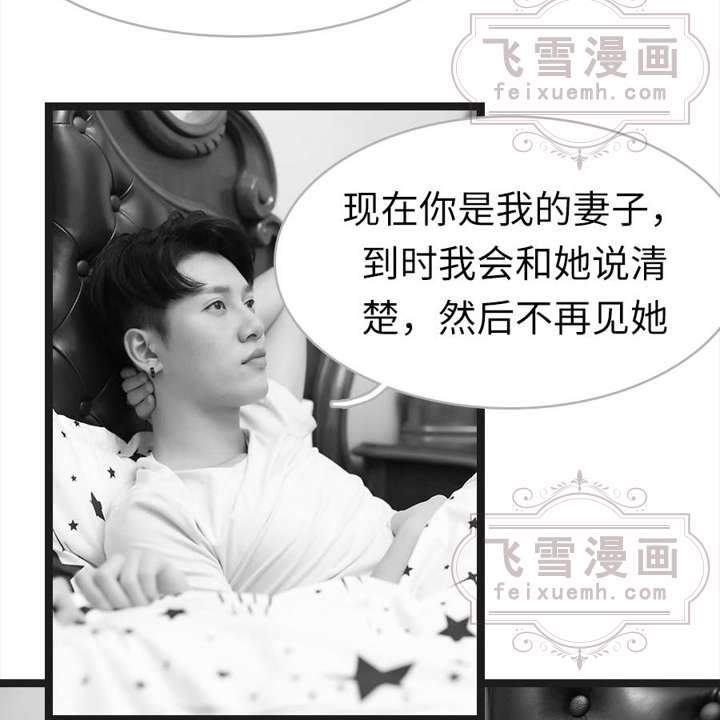 飞雪漫画
feixuemh.com
现在你是我的妻子，
到时我会和她说清
楚，然后不再见她
飞雪漫画
feixuemh.com